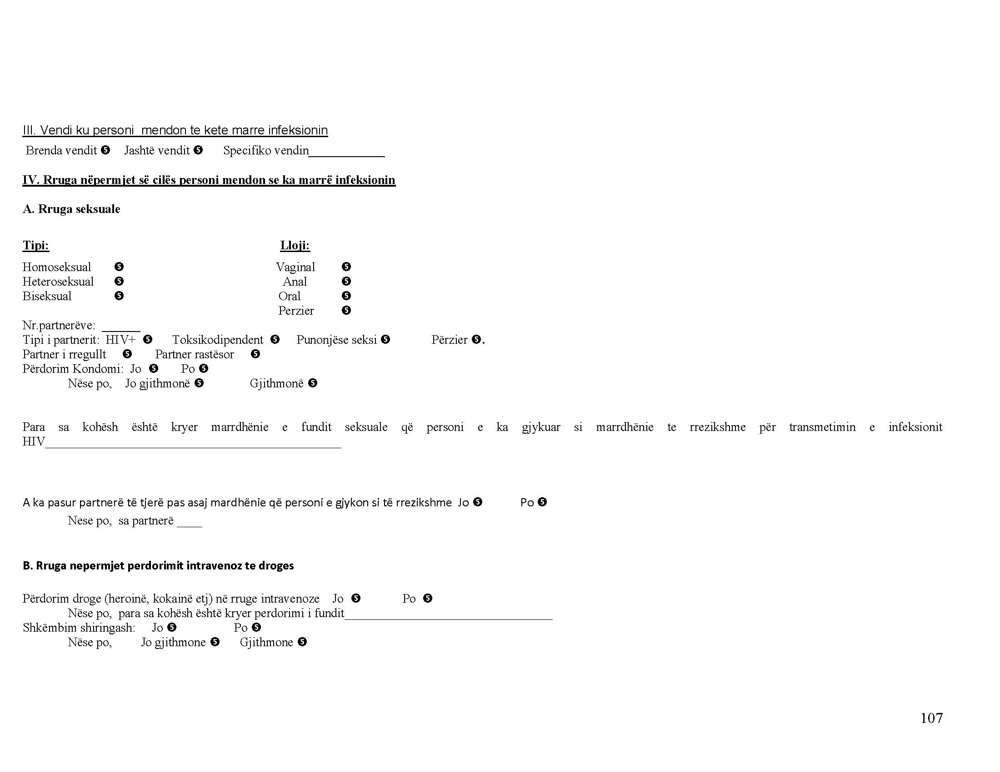 III. Vendi ku personi  mendon te kete marre infeksionin
Brenda vendit ❺ Jashtë vendit ❺ Specifiko vendin____________
IV. Rruga nëpermjet së cilës personi mendon se ka marrë infeksionin
A. Rruga seksuale
Tipi: Lloji:
Homoseksual ❺ Vaginal ❺
Heteroseksual ❺ Anal ❺
Biseksual ❺ Oral ❺
Perzier ❺
Nr.partnerëve: ______
Tipi i partnerit: HIV+ ❺ Toksikodipendent ❺ Punonjëse seksi ❺ Përzier ❺.
Partner i rregullt ❺ Partner rastësor ❺
Përdorim Kondomi: Jo ❺ Po ❺
Nëse po, Jo gjithmonë ❺ Gjithmonë ❺
Para sa kohësh është kryer marrdhënie e fundit seksuale që personi e ka gjykuar si marrdhënie te rrezikshme për transmetimin e infeksionit
HIV_______________________________________________
A ka pasur partnerë të tjerë pas asaj mardhënie që personi e gjykon si të rrezikshme Jo ❺ Po ❺
Nese po, sa partnerë ____
B. Rruga nepermjet perdorimit intravenoz te droges
Përdorim droge (heroinë, kokainë etj) në rruge intravenoze Jo ❺ Po ❺
Nëse po, para sa kohësh është kryer perdorimi i fundit_________________________________
Shkëmbim shiringash: Jo ❺ Po ❺
Nëse po, Jo gjithmone ❺ Gjithmone ❺
107